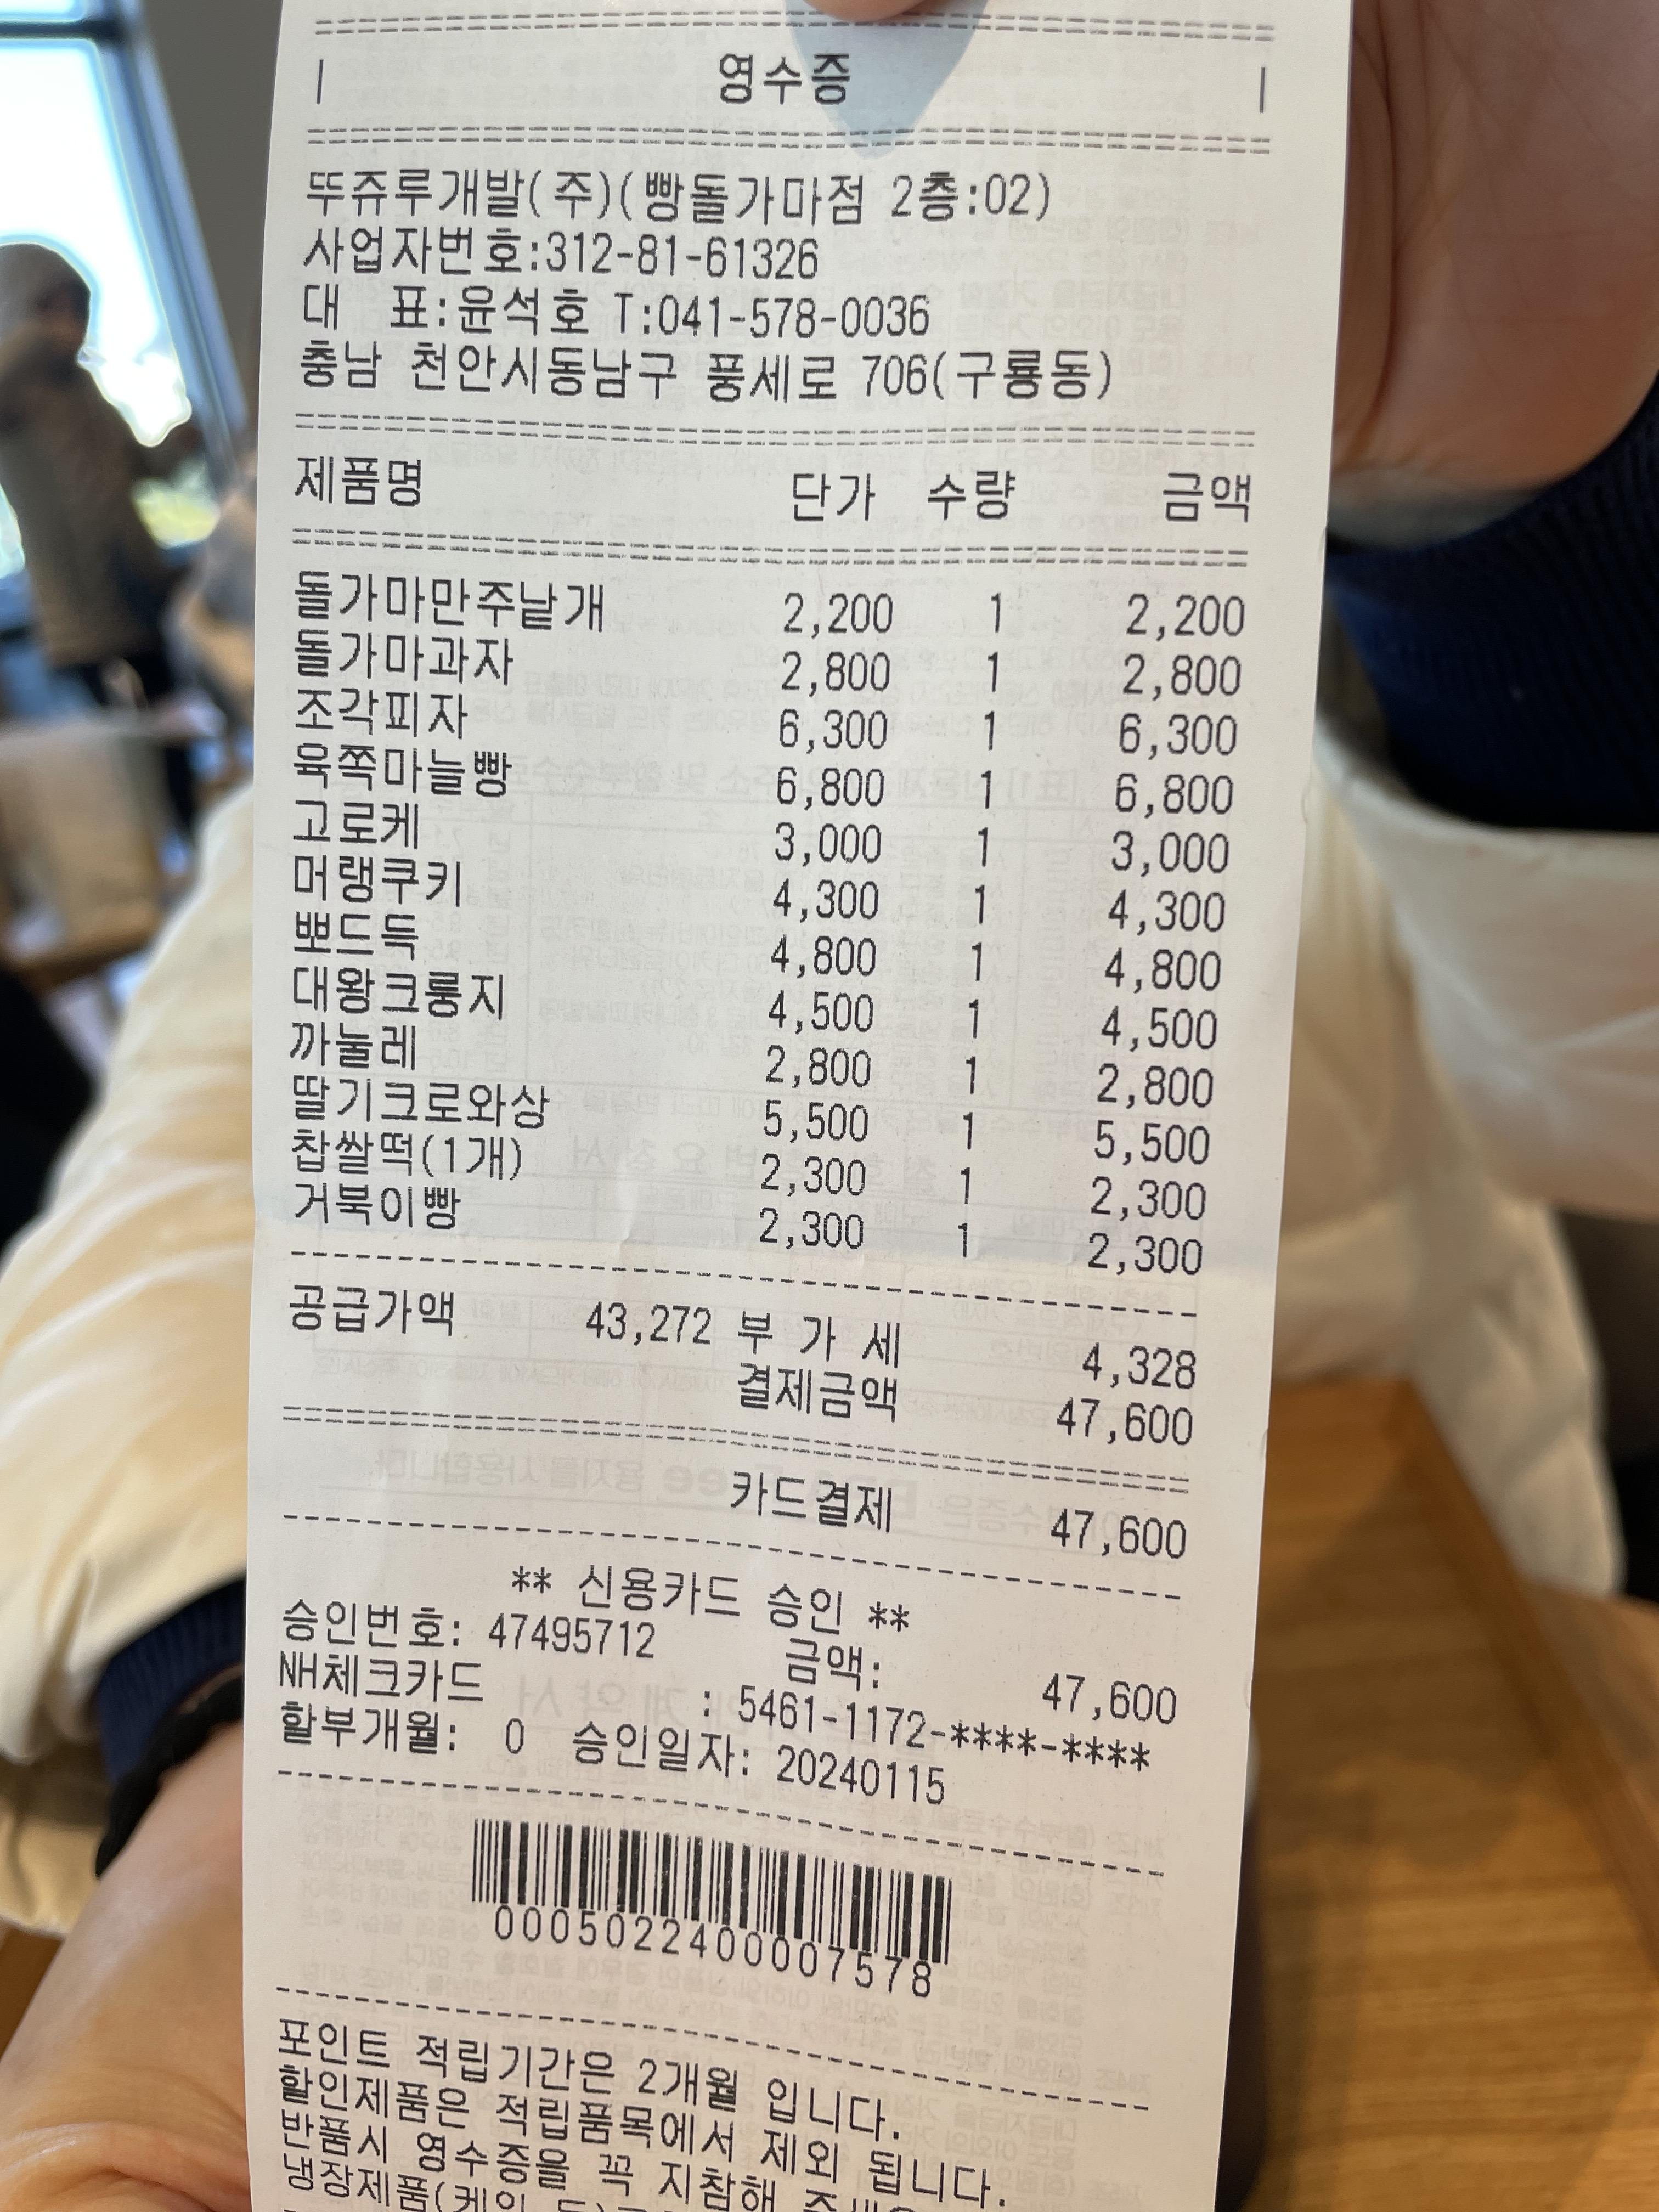 영수증
뚜쥬루개발(주)(빵돌가마점 2층:02)
사업자번호:312-81-61326
대 표:윤석호 T:041-578-0036
충남 천안시동남구 풍세로 706(구룡동)
제품명 단가 수량 금액
돌가마만주낱개 2,200 1 2,200
돌가마과자 2,800 1 2,800
조각피자 6,300 1 6,300
육쪽마늘빵 6,800 1 6,800
고로케 3,000 1 3,000
머랭쿠키 4,300 1 4,300
뽀드득 4,800 1 4,800
대왕크룽지 4,500 1 4,500
까눌레 2,800 1 2,800
딸기크로와상 5,500 1 5,500
찹쌀떡(1개) 2,300 1 2,300
거북이빵 2,300 1 2,300
공급가액 43,272 부 가 세 4,328
결제금액 47,600
카드결제 47,600
** 신용카드 승인 **
승인번호: 47495712 금액: 47,600
NH체크카드 : 5461-1172-****-****
할부개월: 0 승인일자: 20240115
0005022400007578
포인트 적립기간은 2개월 입니다.
할인제품은 적립품목에서 제외 됩니다.
반품시 영수증을 꼭 지참해
냉장제품(케익 등)